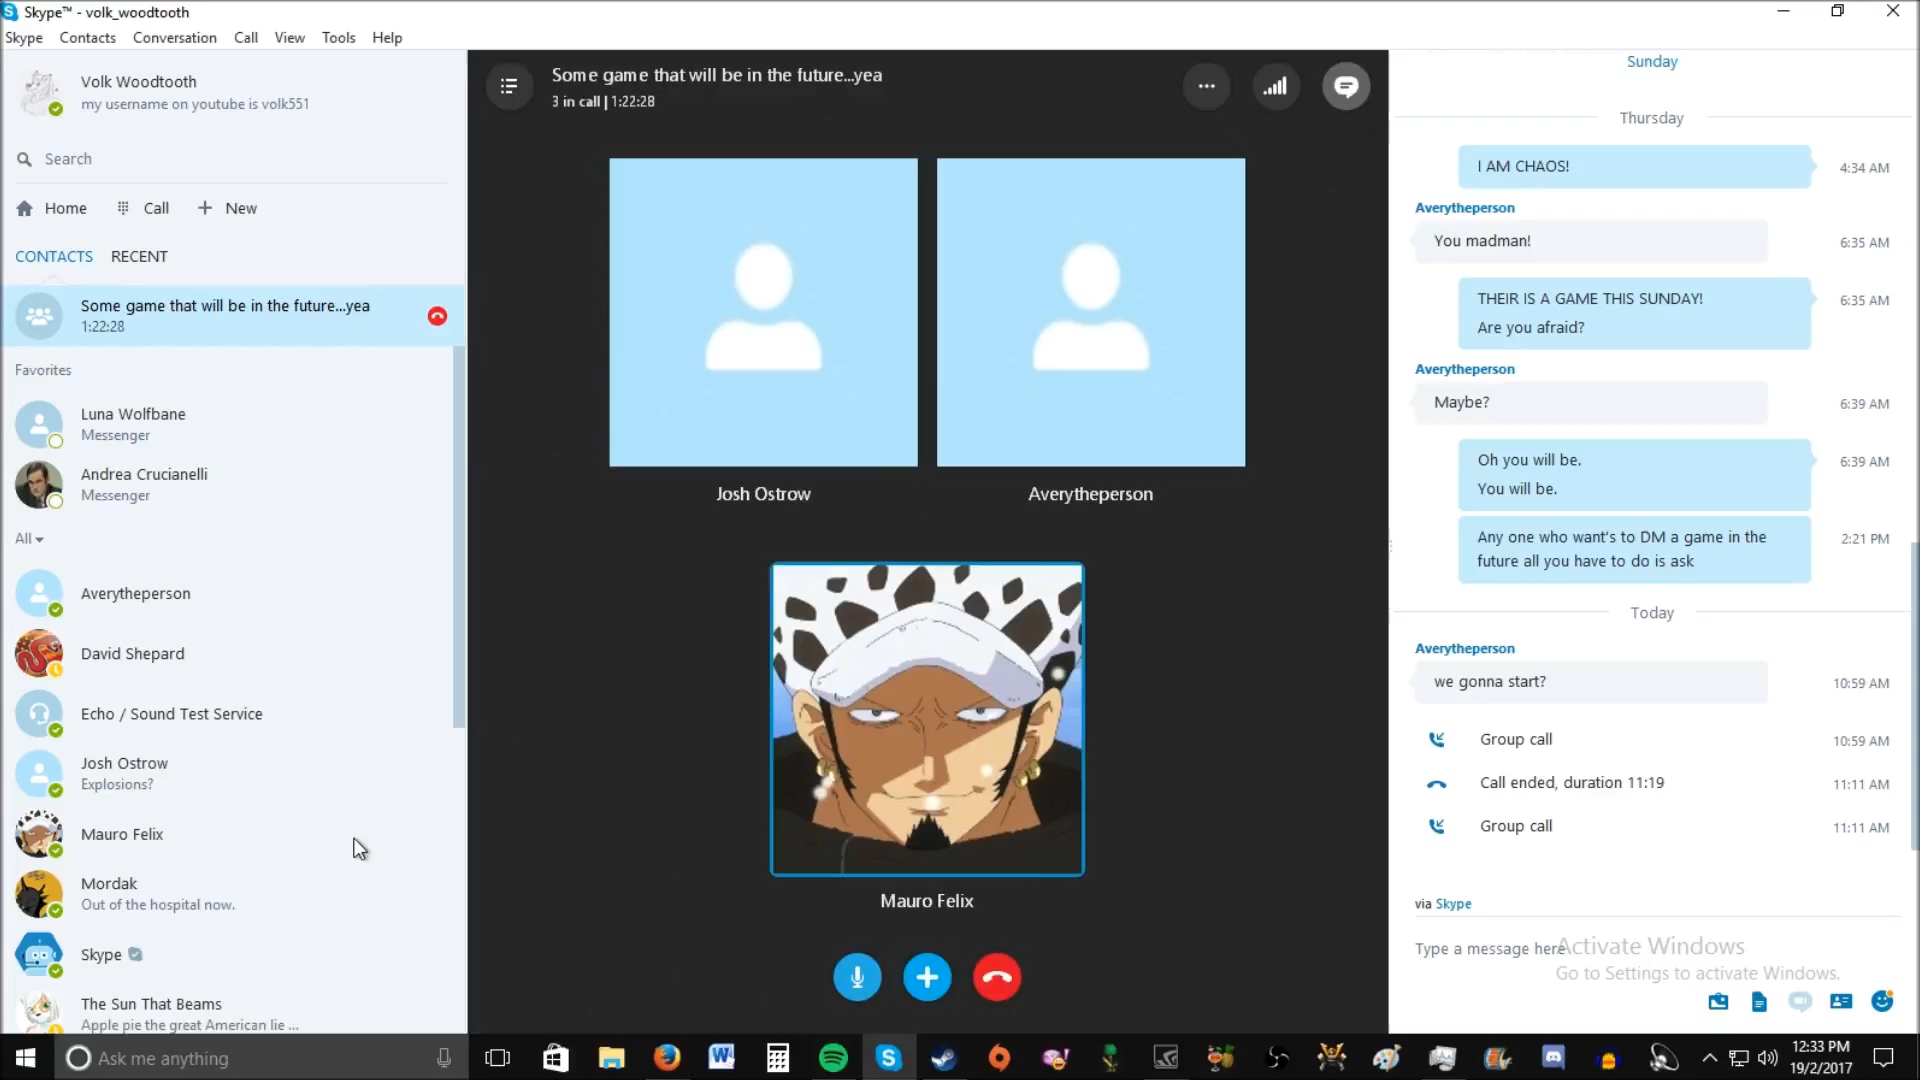 Skype™ - volk_woodtooth
Skype Contacts Conversation Call View Tools Help
Volk Woodtooth
my username on youtube is volk551
Search
Home Call New
CONTACTS RECENT
Some game that will be in the future...yea
1:22:28
Favorites
Luna Wolfbane
Messenger
Andrea Crucianelli
Messenger
All
Averytheperson
David Shepard
Echo / Sound Test Service
Josh Ostrow
Explosions?
Mauro Felix
Mordak
Out of the hospital now.
Skype
The Sun That Beams
Apple pie the great American lie ...
Some game that will be in the future...yea
3 in call | 1:22:28
Josh Ostrow
Averytheperson
Mauro Felix
Sunday
Thursday
I AM CHAOS!
4:34 AM
Averytheperson
You madman!
6:35 AM
THEIR IS A GAME THIS SUNDAY!
6:35 AM
Are you afraid?
Averytheperson
Maybe?
6:39 AM
Oh you will be.
6:39 AM
You will be.
Any one who want's to DM a game in the
2:21 PM
future all you have to do is ask
Today
Averytheperson
we gonna start?
10:59 AM
Group call
10:59 AM
Call ended, duration 11:19
11:11 AM
Group call
11:11 AM
via Skype
Type a message here
Activate Windows
Go to Settings to activate Windows.
Ask me anything
12:33 PM
19/2/2017